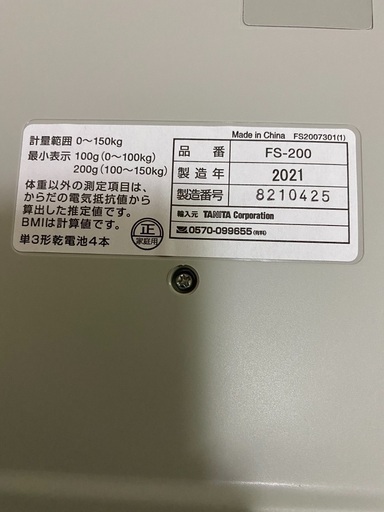 計量範囲 0～150kg
最小表示 100g(0～100kg)
200g(100～150kg)
体重以外の測定項目は、
からだの電気抵抗値から
算出した推定値です。
BMIは計算値です。
単3形乾電池4本
正
家庭用
Made in China FS2007301(1)
品番 FS-200
製造年 2021
製造番号 8210425
輸入元 TANITA Corporation
0570-099655(有料)